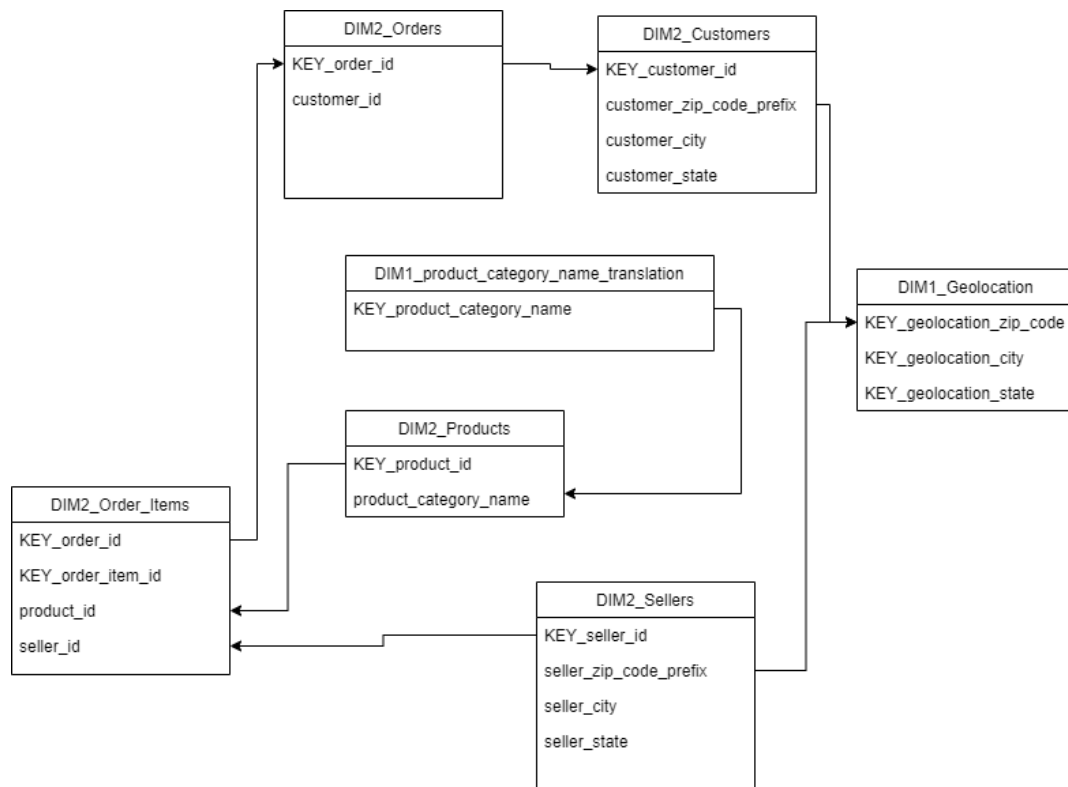 DIM2_Orders
KEY_order_id
customer_id
DIM2_Customers
KEY_customer_id
customer_zip_code_prefix
customer_city
customer_state
DIM1_product_category_name_translation
KEY_product_category_name
DIM1_Geolocation
KEY_geolocation_zip_code
KEY_geolocation_city
KEY_geolocation_state
DIM2_Products
KEY_product_id
product_category_name
DIM2_Order_Items
KEY_order_id
KEY_order_item_id
product_id
seller_id
DIM2_Sellers
KEY_seller_id
seller_zip_code_prefix
seller_city
seller_state